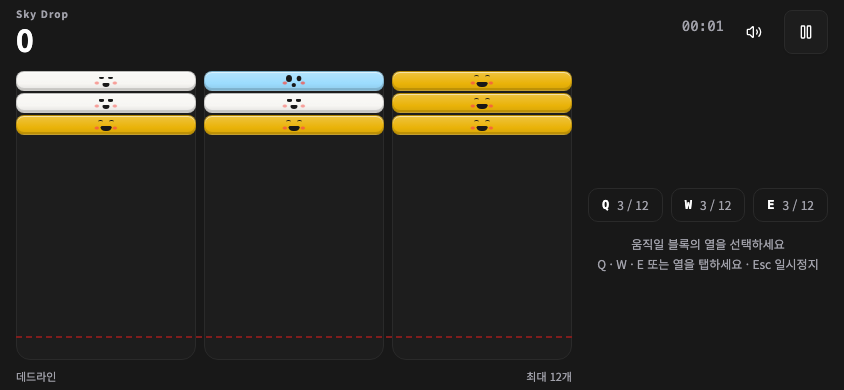 Sky Drop
0
00:01
Q 3 / 12
W 3 / 12
E 3 / 12
움직일 블록의 열을 선택하세요
Q · W · E 또는 열을 탭하세요 · Esc 일시정지
데드라인
최대 12개